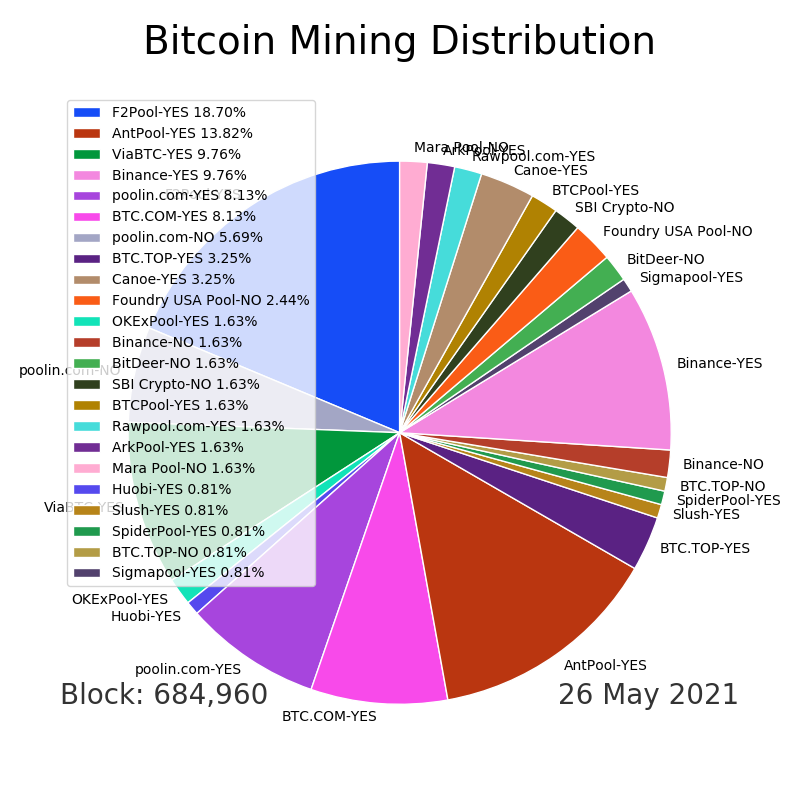 Bitcoin Mining Distribution
F2Pool-YES 18.70%
AntPool-YES 13.82%
ViaBTC-YES 9.76%
Binance-YES 9.76%
poolin.com-YES 8.13%
BTC.COM-YES 8.13%
poolin.com-NO 5.69%
BTC.TOP-YES 3.25%
Canoe-YES 3.25%
Foundry USA Pool-NO 2.44%
OKExPool-YES 1.63%
Binance-NO 1.63%
BitDeer-NO 1.63%
SBI Crypto-NO 1.63%
BTCPool-YES 1.63%
Rawpool.com-YES 1.63%
ArkPool-YES 1.63%
Mara Pool-NO 1.63%
Huobi-YES 0.81%
Slush-YES 0.81%
SpiderPool-YES 0.81%
BTC.TOP-NO 0.81%
Sigmapool-YES 0.81%
Mara Pool-NO
ArkPool-YES
Rawpool.com-YES
Canoe-YES
BTCPool-YES
SBI Crypto-NO
Foundry USA Pool-NO
BitDeer-NO
Sigmapool-YES
Binance-YES
Binance-NO
BTC.TOP-NO
SpiderPool-YES
Slush-YES
BTC.TOP-YES
AntPool-YES
BTC.COM-YES
poolin.com-YES
Huobi-YES
OKExPool-YES
ViaBTC-YES
poolin.com-NO
F2Pool-YES
Block: 684,960
26 May 2021